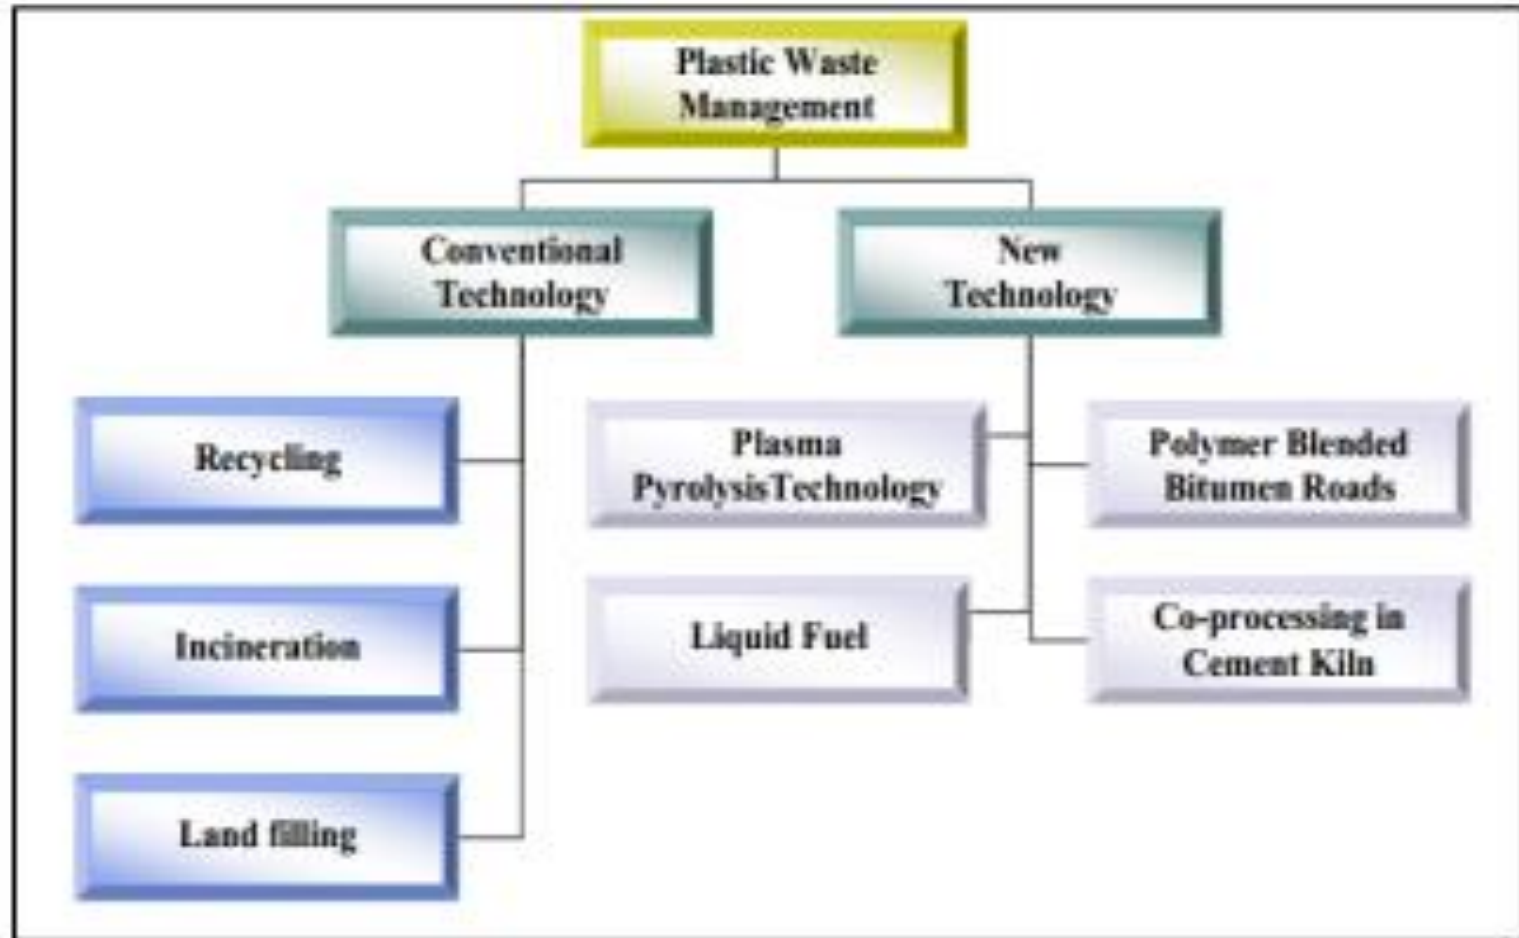 Plastic Waste
Management
Conventional
Technology
New
Technology
Recycling
Incineration
Land filling
Plasma
PyrolysisTechnology
Liquid Fuel
Polymer Blended
Bitumen Roads
Co-processing in
Cement Kiln